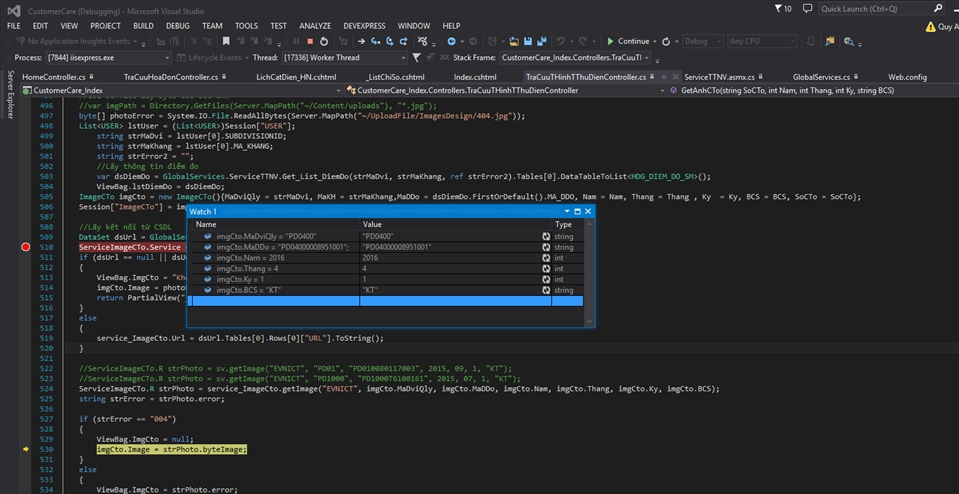 CustomerCare (Debugging) - Microsoft Visual Studio
10
Quick Launch (Ctrl+Q)
FILE EDIT VIEW PROJECT BUILD DEBUG TEAM TOOLS TEST ANALYZE DEVEXPRESS WINDOW HELP
Quy A
No Application Insights Events
Continue
Debug
Any CPU
Process: [7844] iisexpress.exe
Lifecycle Events
Thread: [17336] Worker Thread
Stack Frame: CustomerCare_Index.Controllers.TraCuuTI
Server Explorer
HomeController.cs TraCuuHoaDonController.cs LichCatDien_HN.cshtml _ListChiSo.cshtml Index.cshtml TraCuuTHinhTThuDienController.cs ServiceTTNV.asmx.cs GlobalServices.cs Web.config
CustomerCare_Index
CustomerCare_Index.Controllers.TraCuuTHinhTThuDienController
GetAnhCTo(string SoCTo, int Nam, int Thang, int Ky, string BCS)
496 //var imgPath = Directory.GetFiles(Server.MapPath("~/Content/uploads"), "*.jpg");
497 byte[] photoError = System.IO.File.ReadAllBytes(Server.MapPath("~/UploadFile/ImagesDesign/404.jpg"));
498 List<USER> lstUser = (List<USER>)Session["USER"];
499 string strMaDvi = lstUser[0].SUBDIVISIONID;
500 string strMaKhang = lstUser[0].MA_KHANG;
501 string strError2 = "";
502 //Lấy thông tin điểm đo
503 var dsDiemDo = GlobalServices.ServiceTTNV.Get_List_DiemDo(strMaDvi, strMaKhang, ref strError2).Tables[0].DataTableToList<HDG_DIEM_DO_SM>();
504 ViewBag.lstDiemDo = dsDiemDo;
505 ImageCTo imgCto = new ImageCTo(){MaDviQly = strMaDvi, MaKH = strMaKhang,MaDDo = dsDiemDo.FirstOrDefault().MA_DDO, Nam = Nam, Thang = Thang , Ky = Ky, BCS = BCS, SoCTo = SoCTo};
506 Session["ImageCTo"] = im
507
508 //Lấy kết nối từ CSDL
509 DataSet dsUrl = GlobalSe
510 ServiceImageCTo.Service
511 if (dsUrl == null || dsU
512 {
513 ViewBag.ImgCto = "Kh
514 imgCto.Image = photo
515 return PartialView("
516 }
517 else
518 {
519 service_ImageCto.Url = dsUrl.Tables[0].Rows[0]["URL"].ToString();
520 }
521
522 //ServiceImageCTo.R strPhoto = sv.getImage("EVNICT", "PD01", "PD010080117003", 2015, 09, 1, "KT");
523 //ServiceImageCTo.R strPhoto = sv.getImage("EVNICT", "PD1000", "PD1000T6100161", 2015, 07, 1, "KT");
524 ServiceImageCTo.R strPhoto = service_ImageCto.getImage("EVNICT", imgCto.MaDviQly, imgCto.MaDDo, imgCto.Nam, imgCto.Thang, imgCto.Ky, imgCto.BCS);
525 string strError = strPhoto.error;
526
527 if (strError == "004")
528 {
529 ViewBag.ImgCto = null;
530 imgCto.Image = strPhoto.byteImage;
531 }
532 else
533 {
534 ViewBag.ImgCto = strPhoto.error;
Watch 1
Name Value Type
imgCto.MaDviQly = "PD0400" "PD0400" string
imgCto.MaDDo = "PD04000008951001"; "PD04000008951001" string
imgCto.Nam = 2016 2016 int
imgCto.Thang = 4 4 int
imgCto.Ky = 1 1 int
imgCto.BCS = "KT" "KT" string